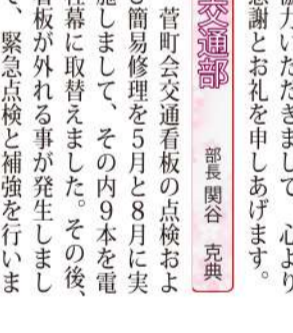 協力いただきまして、心より
感謝とお礼を申しあげます。
交通部
部長 関谷 克典
菅町会交通看板の点検およ
び簡易修理を5月と8月に実
施しまして、その内9本を電
柱幕に取替えました。その後、
看板が外れる事が発生しまし
、緊急点検と補強を行いま